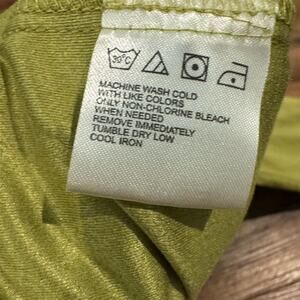 30°C
MACHINE WASH COLD
WITH LIKE COLORS
ONLY NON-CHLORINE BLEACH
WHEN NEEDED
REMOVE IMMEDIATELY
TUMBLE DRY LOW
COOL IRON